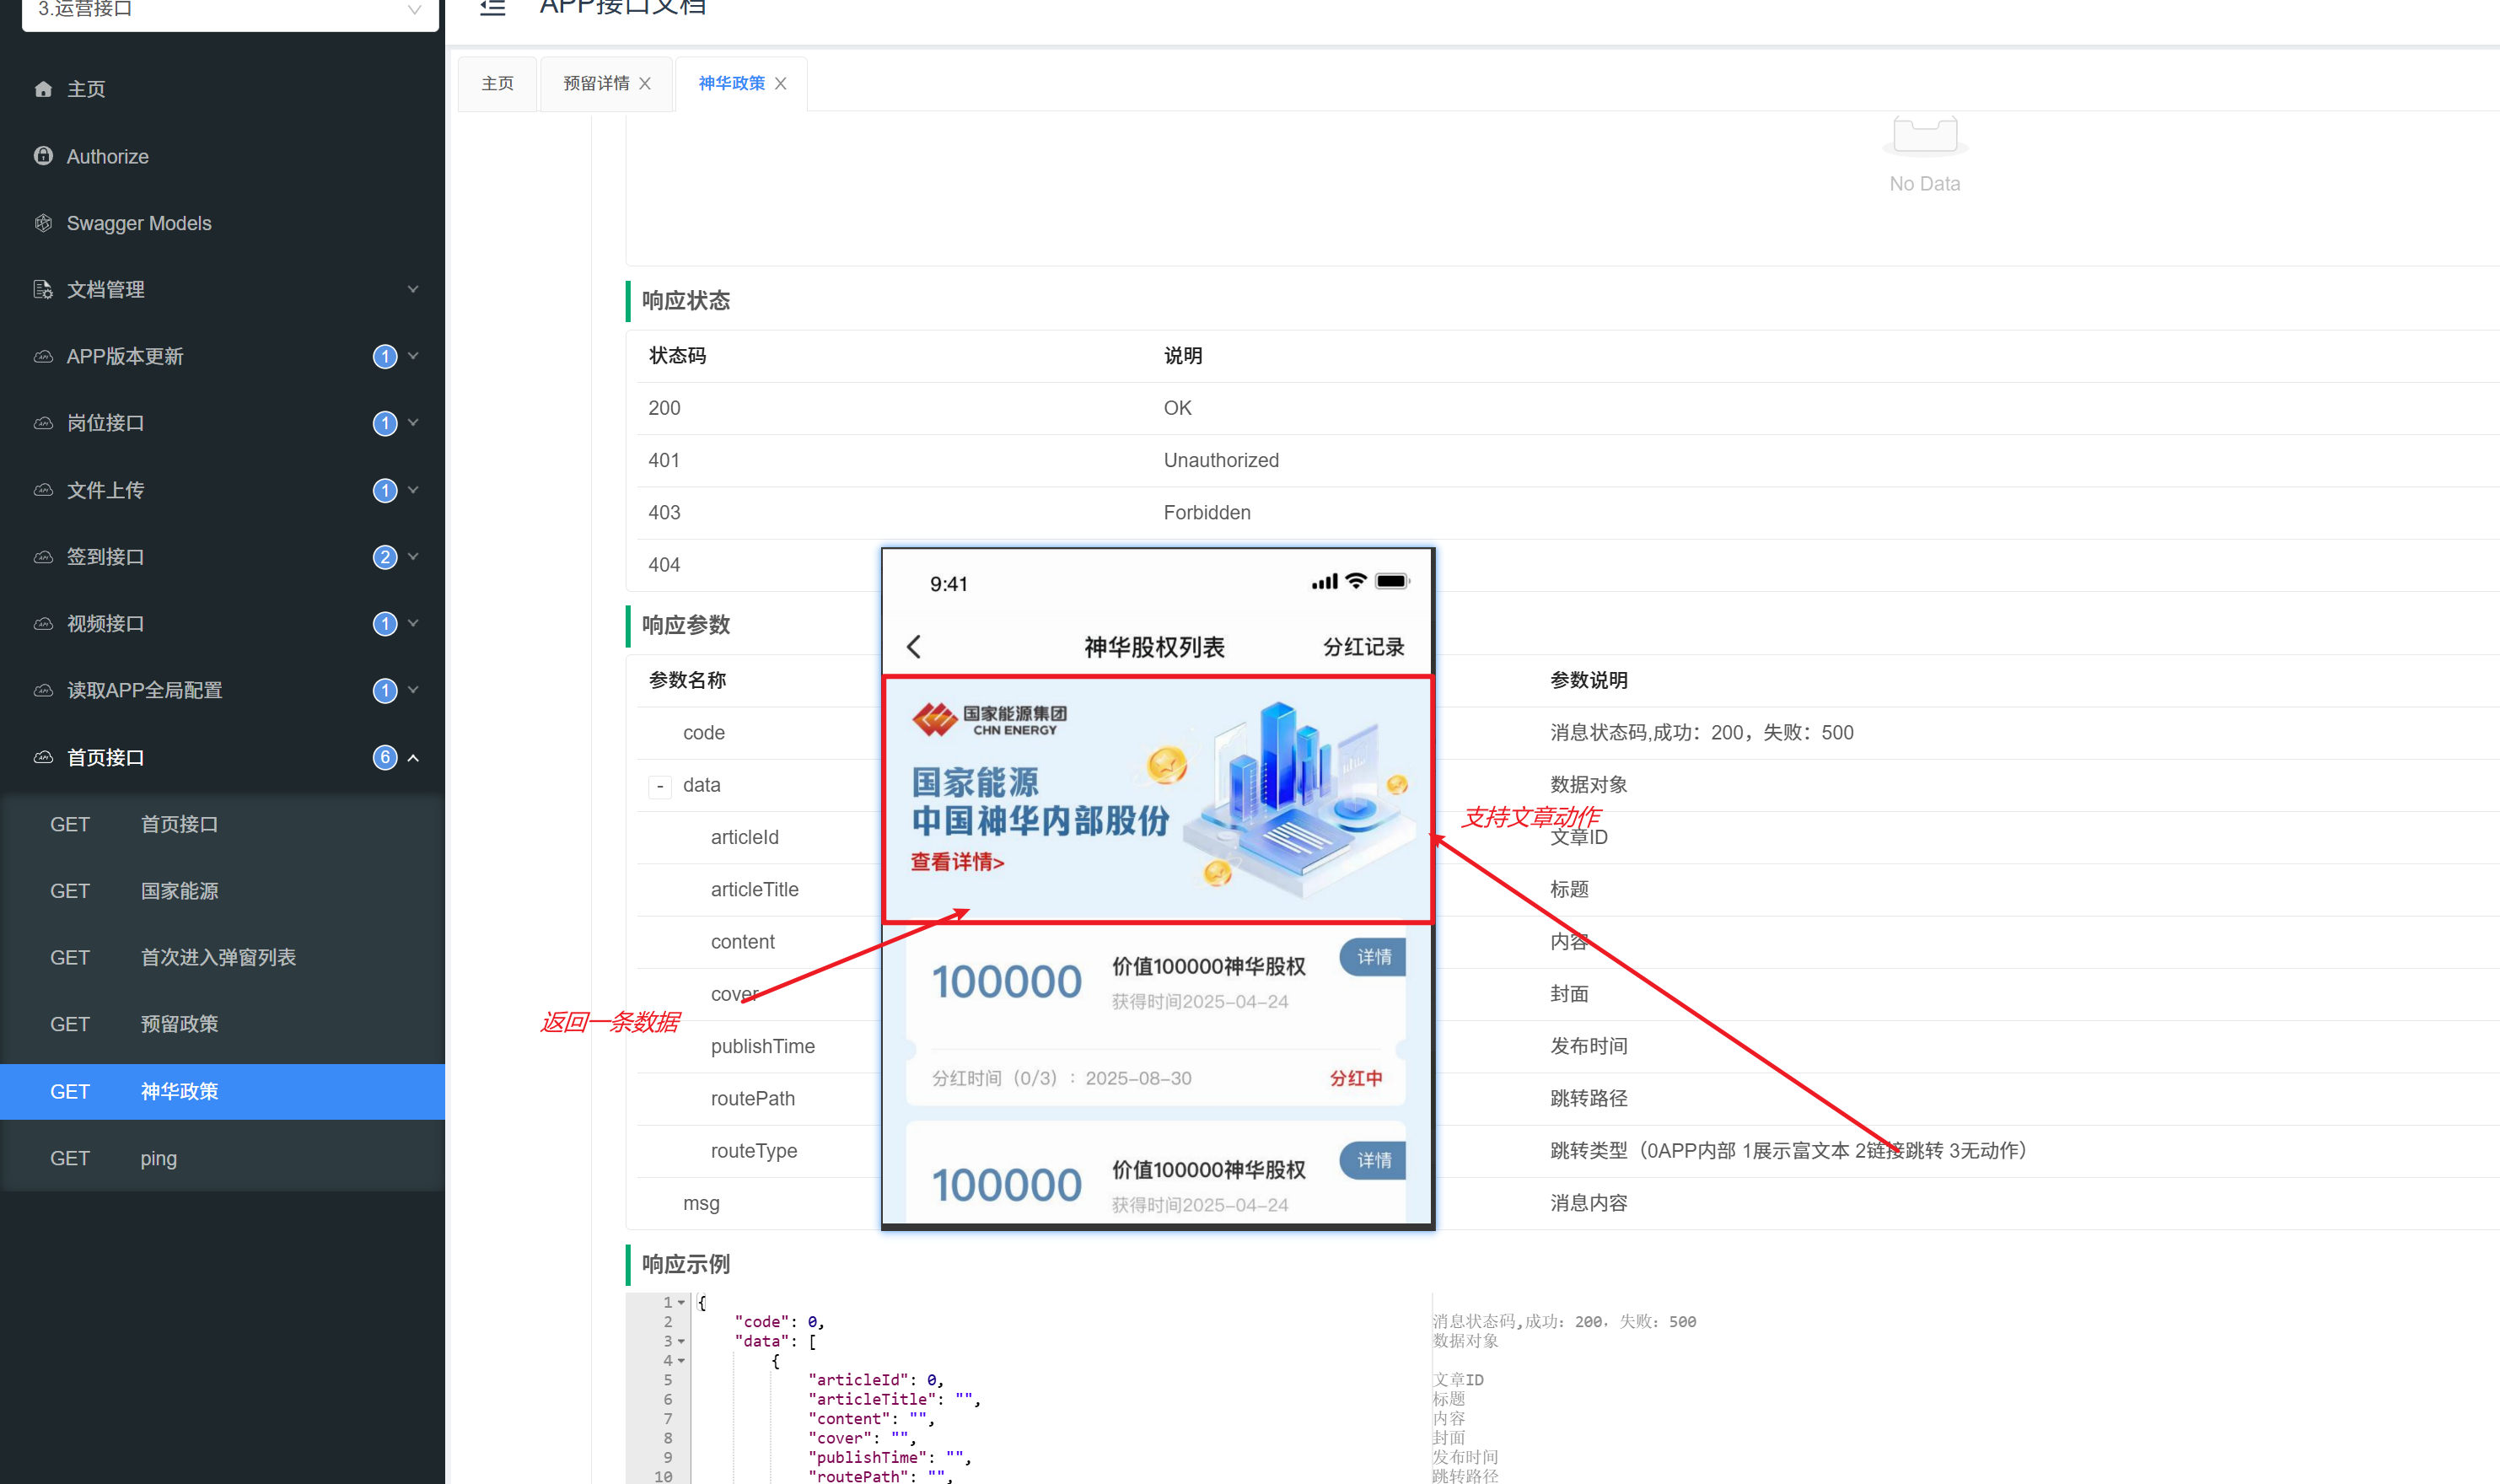 3.运营接口
主页
Authorize
Swagger Models
文档管理
APP版本更新 1
岗位接口 1
文件上传 1
签到接口 2
视频接口 1
读取APP全局配置 1
首页接口 6
GET 首页接口
GET 国家能源
GET 首次进入弹窗列表
GET 预留政策
GET 神华政策
GET ping
APP接口文档
主页 预留详情 神华政策
No Data
响应状态
状态码 说明
200 OK
401 Unauthorized
403 Forbidden
404
响应参数
参数名称 参数说明
code 消息状态码,成功：200，失败：500
- data 数据对象
articleId 文章ID
articleTitle 标题
content 内容
cover 封面
publishTime 发布时间
routePath 跳转路径
routeType 跳转类型（0APP内部 1展示富文本 2链接跳转 3无动作）
msg 消息内容
9:41
神华股权列表 分红记录
国家能源集团
CHN ENERGY
国家能源
中国神华内部股份
查看详情>
100000 价值100000神华股权 详情
获得时间2025-04-24
分红时间（0/3）：2025-08-30 分红中
100000 价值100000神华股权 详情
获得时间2025-04-24
支持文章动作
返回一条数据
响应示例
1 {
2 "code": 0, 消息状态码,成功：200，失败：500
3 "data": [ 数据对象
4 {
5 "articleId": 0, 文章ID
6 "articleTitle": "", 标题
7 "content": "", 内容
8 "cover": "", 封面
9 "publishTime": "", 发布时间
10 "routePath": "", 跳转路径